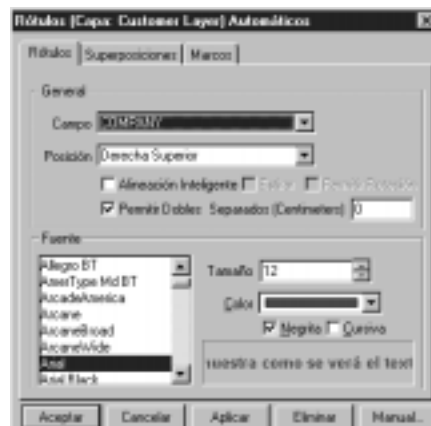 Rótulos (Capa: Customer Layer) Automáticos
Rótulos Superposiciones Marcos
General
Campo COMPANY
Posición Derecha Superior
Alineación Inteligente
Permitir Dobles Separados (Centimeters) 0
Fuente
Allegro BT
AmerType Md BT
ArcadeAmerica
Arcane
ArcaneBroad
ArcaneWide
Arial
Arial Black
Tamaño 12
Color
Negrita Cursiva
nuestra como se verá el text
Aceptar Cancelar Aplicar Eliminar Manual...